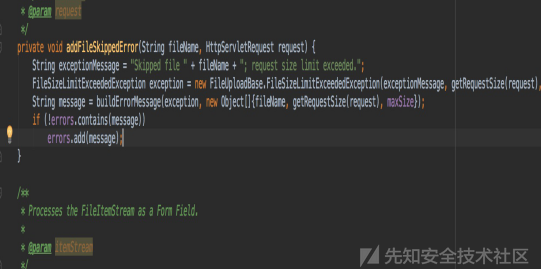 * @param request
*/
private void addFileSkippedError(String fileName, HttpServletRequest request) {
String exceptionMessage = "Skipped file " + fileName + "; request size limit exceeded.";
FileSizeLimitExceededException exception = new FileUploadBase.FileSizeLimitExceededException(exceptionMessage, getRequestSize(request),
String message = buildErrorMessage(exception, new Object[]{fileName, getRequestSize(request), maxSize});
if (!errors.contains(message))
errors.add(message);
}
/**
* Processes the FileItemStream as a Form Field.
*
* @param itemStream
*/
先知安全技术社区